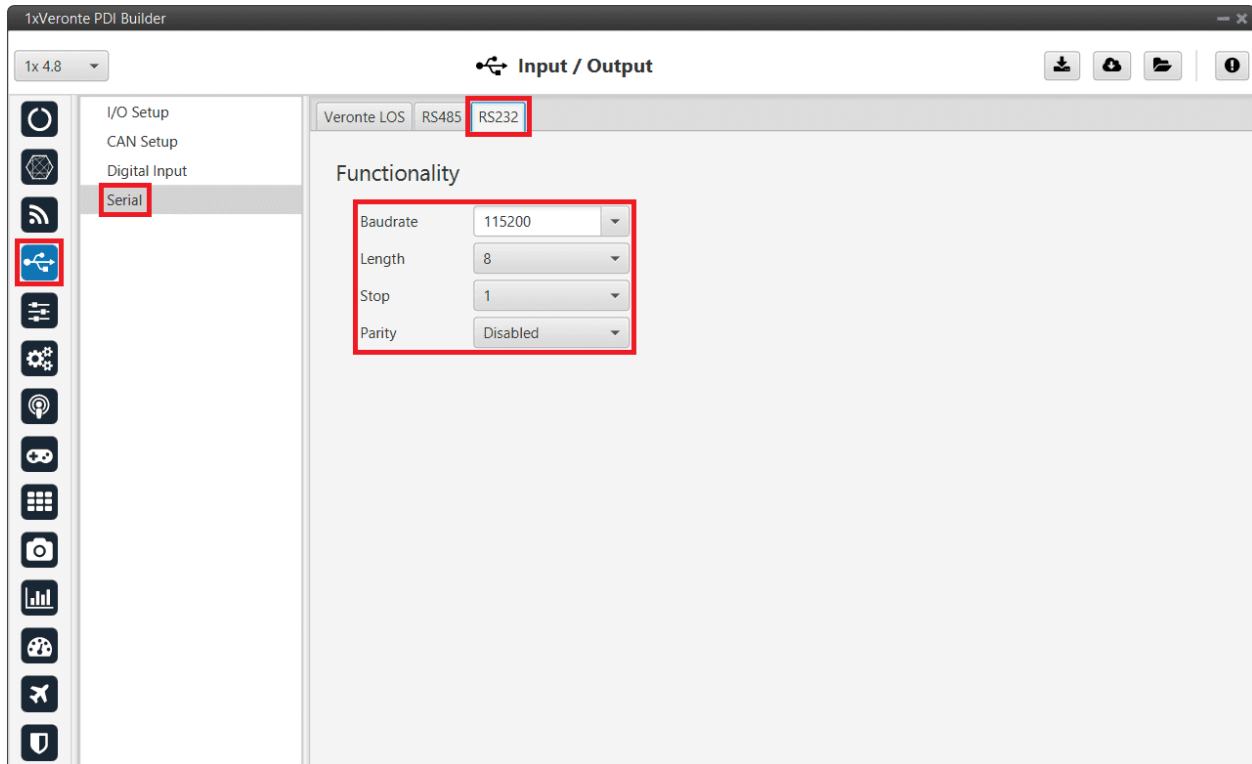 1xVeronte PDI Builder
1x 4.8
Input / Output
I/O Setup
CAN Setup
Digital Input
Serial
Veronte LOS RS485 RS232
Functionality
Baudrate 115200
Length 8
Stop 1
Parity Disabled